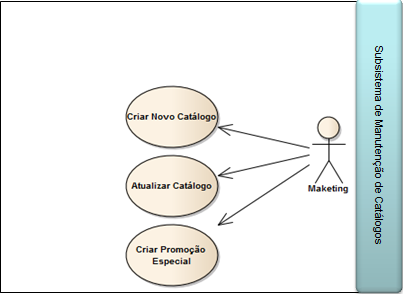 Criar Novo Catálogo
Atualizar Catálogo
Criar Promoção
Especial
Maketing
Subsistema de Manutenção de Catálogos